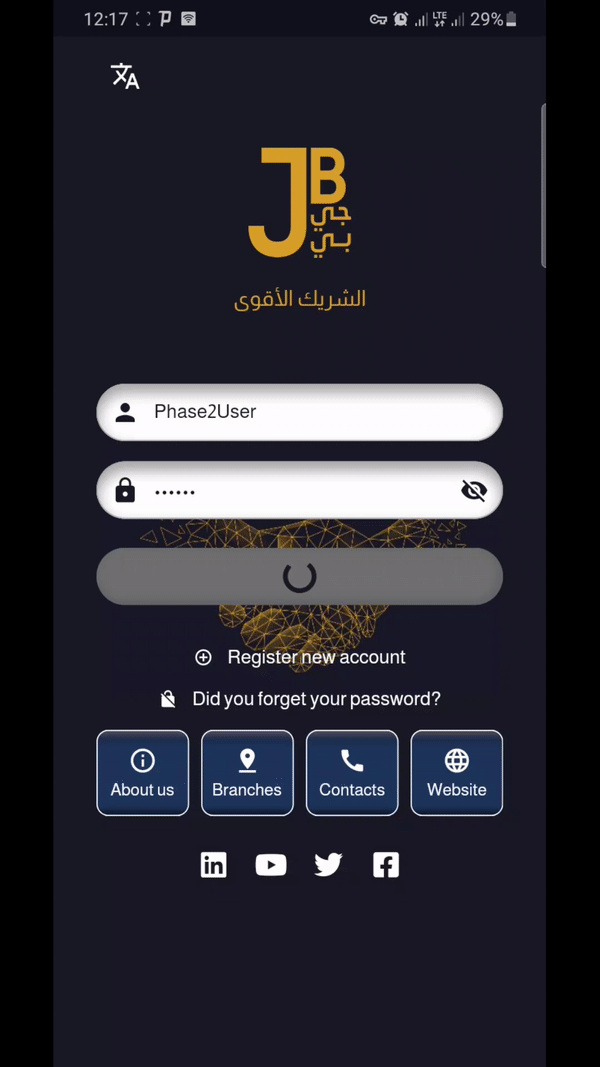 12:17
LTE
29%
JB
جي
بي
الشريك الأقوى
Phase2User
••••••
Register new account
Did you forget your password?
About us
Branches
Contacts
Website